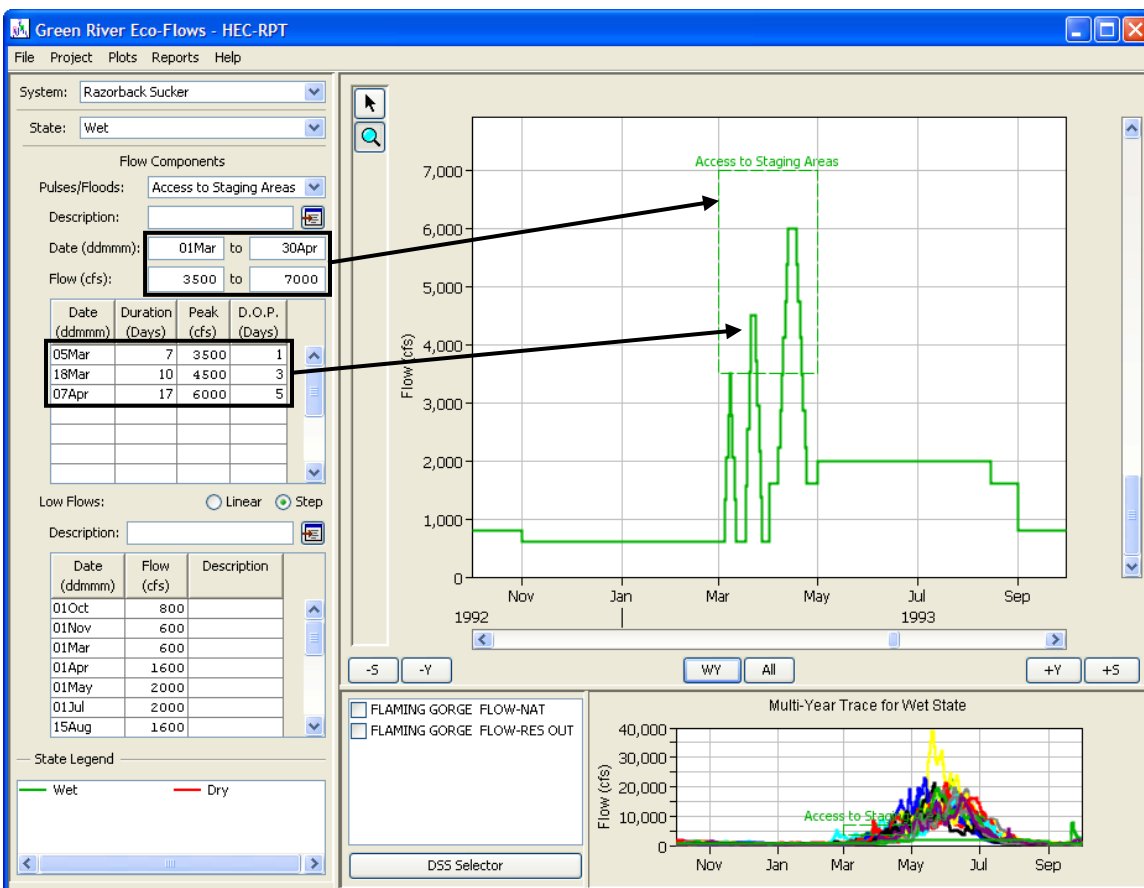 Green River Eco-Flows - HEC-RPT
File Project Plots Reports Help
System: Razorback Sucker
State: Wet
Flow Components
Pulses/Floods: Access to Staging Areas
Description:
Date (ddmmm): 01Mar to 30Apr
Flow (cfs): 3500 to 7000
Date Duration Peak D.O.P.
(ddmmm) (Days) (cfs) (Days)
05Mar 7 3500 1
18Mar 10 4500 3
07Apr 17 6000 5
Low Flows: Linear Step
Description:
Date Flow Description
(ddmmm) (cfs)
01Oct 800
01Nov 600
01Mar 600
01Apr 1600
01May 2000
01Jul 2000
15Aug 1600
State Legend
Wet Dry
Access to Staging Areas
Flow (cfs)
7,000
6,000
5,000
4,000
3,000
2,000
1,000
0
Nov Jan Mar May Jul Sep
1992 1993
-S -Y WY All +Y +S
FLAMING GORGE FLOW-NAT
FLAMING GORGE FLOW-RES OUT
DSS Selector
Multi-Year Trace for Wet State
Flow (cfs)
40,000
30,000
20,000
10,000
0
Access to Staging Areas
Nov Jan Mar May Jul Sep